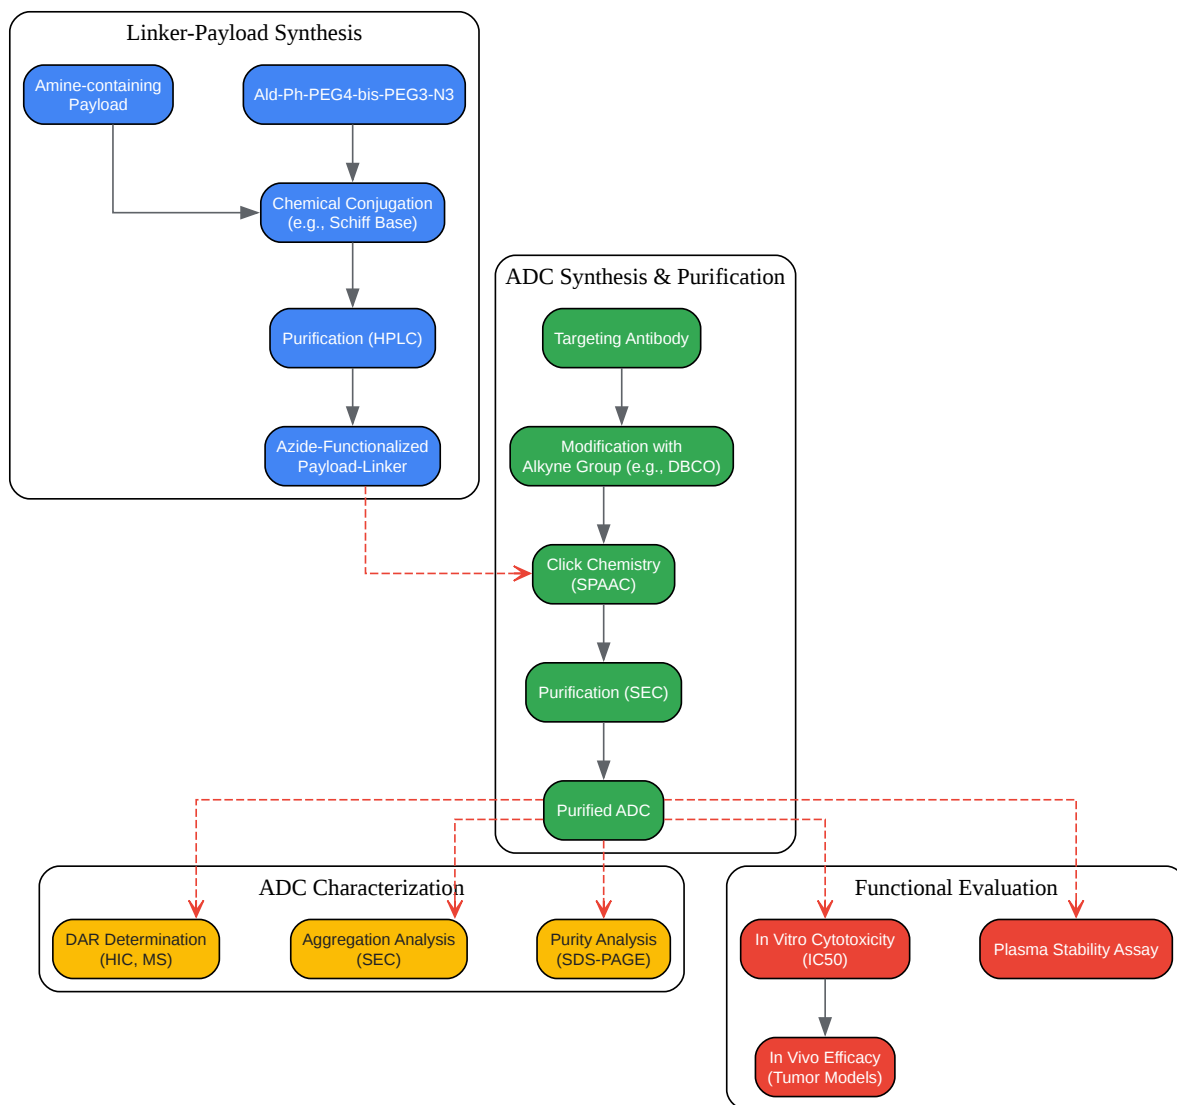 Linker-Payload Synthesis
Amine-containing
Payload
Ald-Ph-PEG4-bis-PEG3-N3
Chemical Conjugation
(e.g., Schiff Base)
Purification (HPLC)
Azide-Functionalized
Payload-Linker
ADC Synthesis & Purification
Targeting Antibody
Modification with
Alkyne Group (e.g., DBCO)
Click Chemistry
(SPAAC)
Purification (SEC)
Purified ADC
ADC Characterization
DAR Determination
(HIC, MS)
Aggregation Analysis
(SEC)
Purity Analysis
(SDS-PAGE)
Functional Evaluation
In Vitro Cytotoxicity
(IC50)
Plasma Stability Assay
In Vivo Efficacy
(Tumor Models)